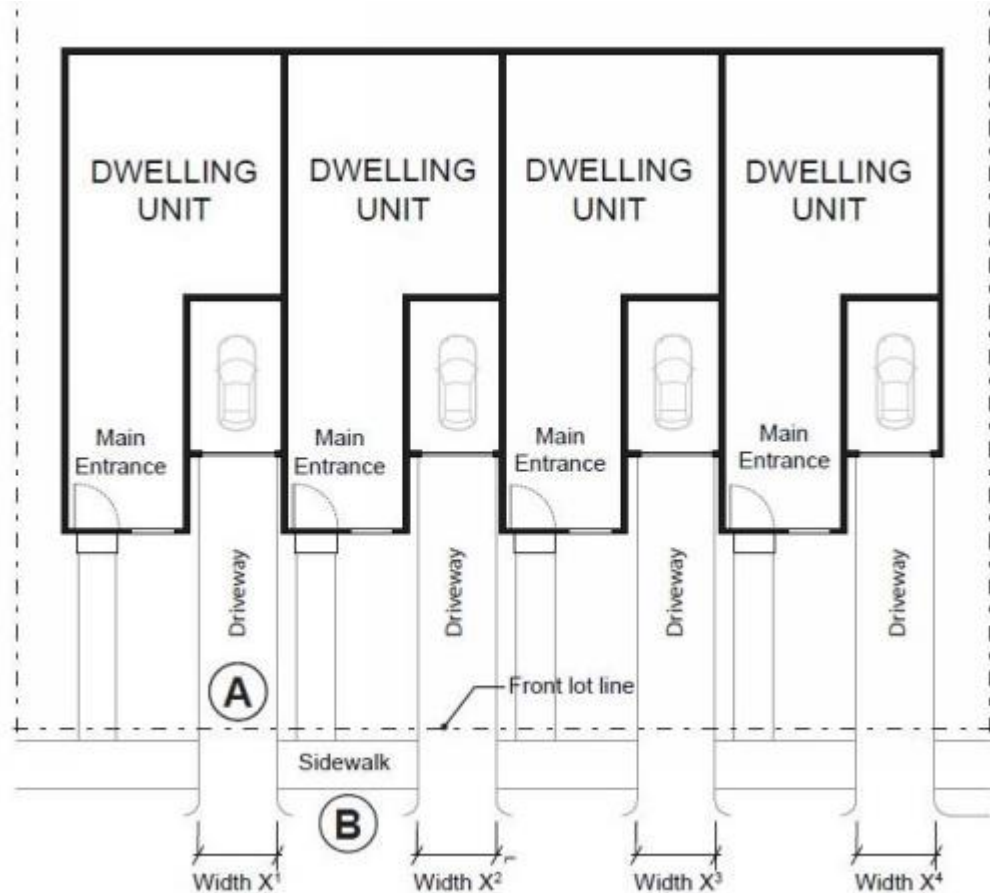 DWELLING
UNIT
DWELLING
UNIT
DWELLING
UNIT
DWELLING
UNIT
Main
Entrance
Main
Entrance
Main
Entrance
Main
Entrance
Driveway
Driveway
Driveway
Driveway
A
Front lot line
Sidewalk
B
Width X¹
Width X²
Width X³
Width X⁴